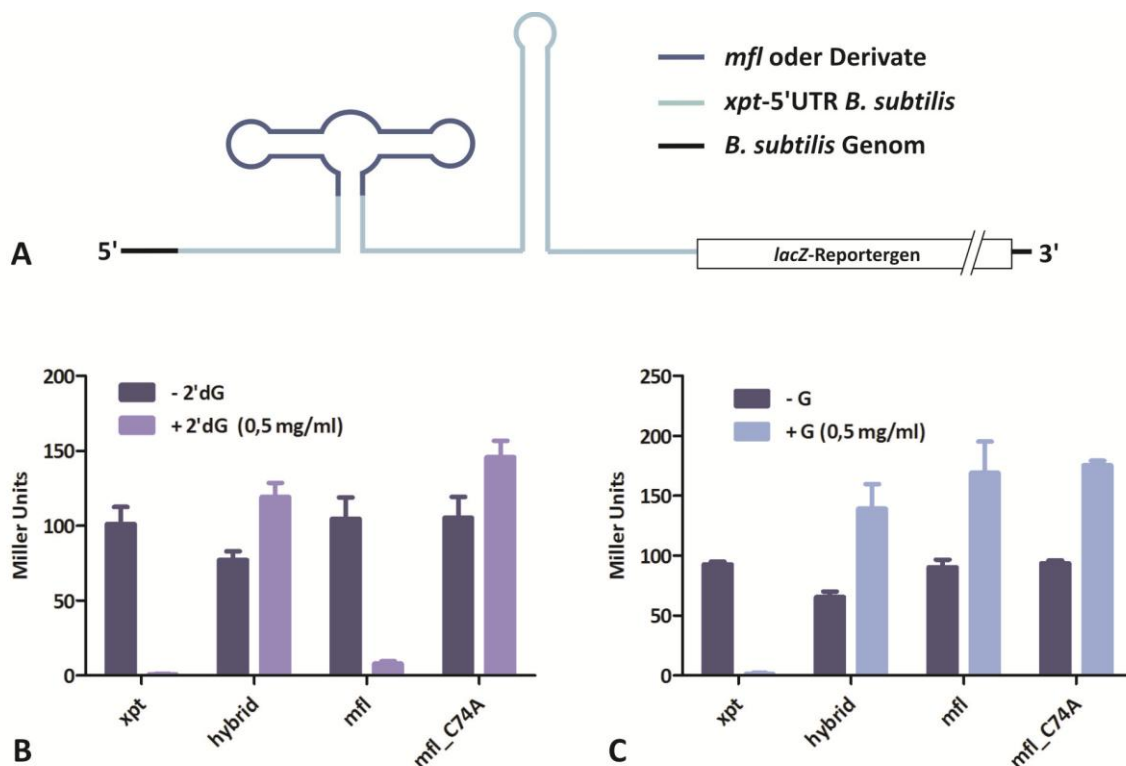 mfl oder Derivate
xpt-5'UTR B. subtilis
B. subtilis Genom
A
5'
lacZ-Reportergen
3'
200
150
100
50
0
Miller Units
- 2'dG
+ 2'dG (0,5 mg/ml)
xpt
hybrid
mfl
mfl_C74A
B
250
200
150
100
50
0
Miller Units
- G
+ G (0,5 mg/ml)
xpt
hybrid
mfl
mfl_C74A
C